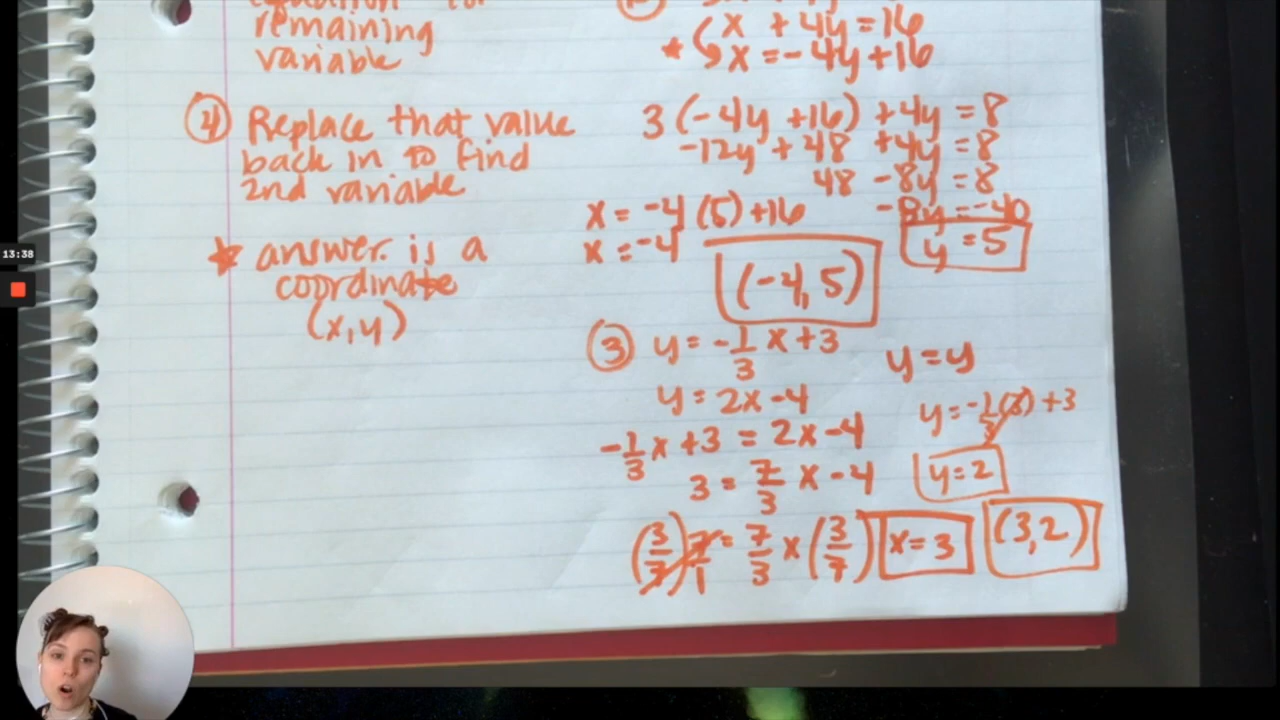 remaining
variable
④ Replace that value
back in to find
2nd variable
★ answer is a
coordinate
(x,y)
x + 4y = 16
★ x = -4y + 16
3(-4y + 16) + 4y = 8
-12y + 48 + 4y = 8
48 - 8y = 8
-8y = -40
y = 5
x = -4(5) + 16
x = -4
(-4, 5)
③ y = -1/3 x + 3
y = 2x - 4
-1/3 x + 3 = 2x - 4
3 = 7/3 x - 4
(3/7) 7/1 = 7/3 x (3/7)
x = 3
y = y
y = -1/3 (3) + 3
y = 2
(3, 2)
13:38